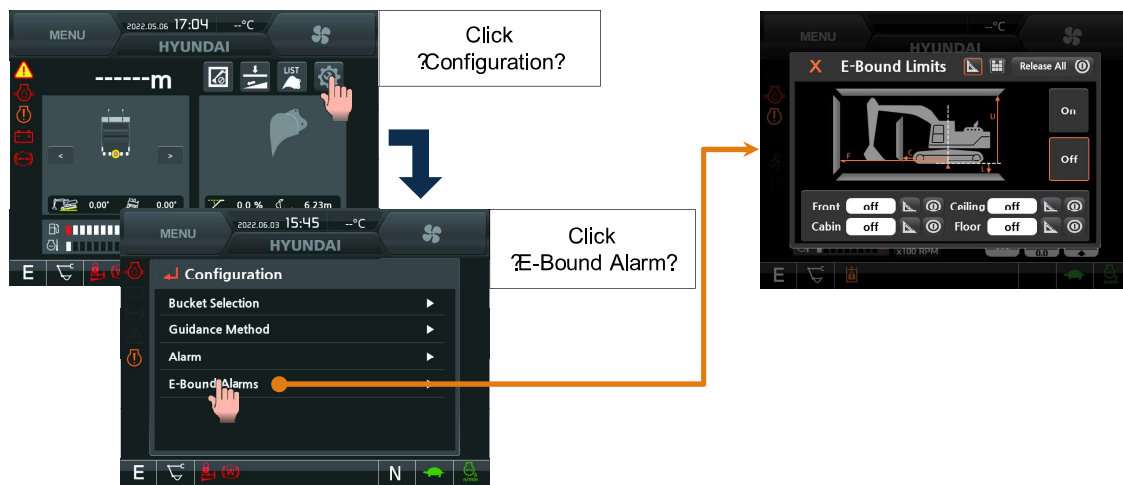 MENU
2022.05.06 17:04 --°C
HYUNDAI
------m
LIST
<
>
0.00°
0.00°
0.0 %
6.23m
E
Click
?Configuration?
MENU
2022.06.03 15:45 --°C
HYUNDAI
Configuration
Bucket Selection
Guidance Method
Alarm
E-Bound Alarms
E
(W)
N
Click
?E-Bound Alarm?
MENU
--°C
HYUNDAI
X E-Bound Limits Release All
U
F
C
L
On
Off
Front off Ceiling off
Cabin off Floor off
x100 RPM
0.0
E